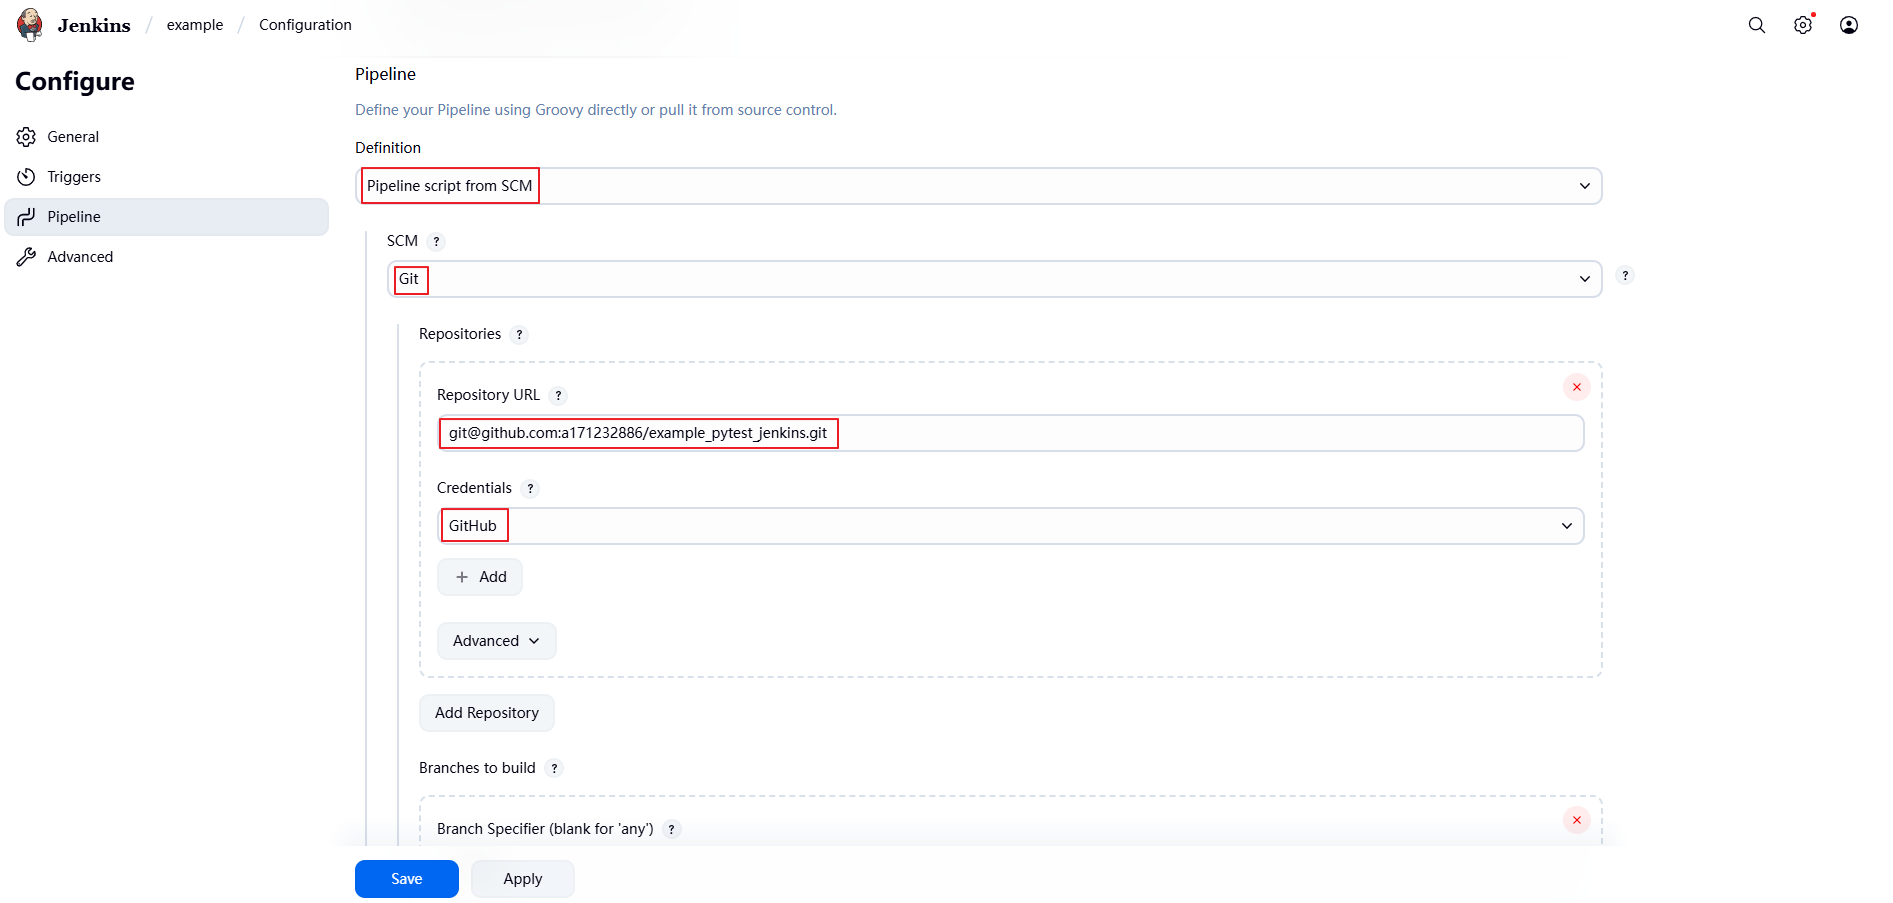 Jenkins / example / Configuration
Configure
General
Triggers
Pipeline
Advanced
Pipeline
Define your Pipeline using Groovy directly or pull it from source control.
Definition
Pipeline script from SCM
SCM ?
Git
?
Repositories ?
Repository URL ?
git@github.com:a171232886/example_pytest_jenkins.git
Credentials ?
GitHub
+ Add
Advanced
Add Repository
Branches to build ?
Branch Specifier (blank for 'any') ?
Save
Apply